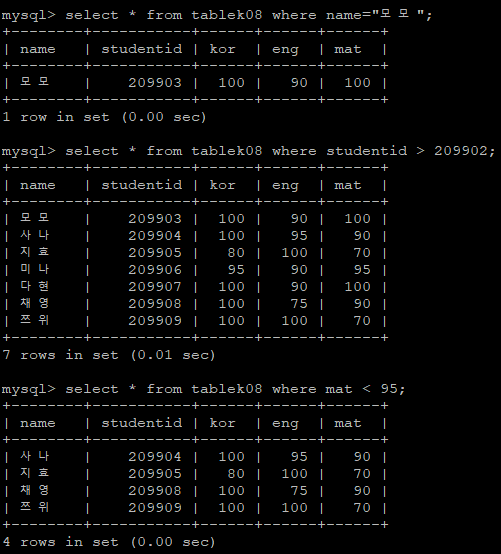 mysql> select * from tablek08 where name="모모";
+--------+-----------+------+------+------+
| name   | studentid | kor  | eng  | mat  |
+--------+-----------+------+------+------+
| 모모   |    209903 |  100 |   90 |  100 |
+--------+-----------+------+------+------+
1 row in set (0.00 sec)

mysql> select * from tablek08 where studentid > 209902;
+--------+-----------+------+------+------+
| name   | studentid | kor  | eng  | mat  |
+--------+-----------+------+------+------+
| 모모   |    209903 |  100 |   90 |  100 |
| 사나   |    209904 |  100 |   95 |   90 |
| 지효   |    209905 |   80 |  100 |   70 |
| 미나   |    209906 |   95 |   90 |   95 |
| 다현   |    209907 |  100 |   90 |  100 |
| 채영   |    209908 |  100 |   75 |   90 |
| 쯔위   |    209909 |  100 |  100 |   70 |
+--------+-----------+------+------+------+
7 rows in set (0.01 sec)

mysql> select * from tablek08 where mat < 95;
+--------+-----------+------+------+------+
| name   | studentid | kor  | eng  | mat  |
+--------+-----------+------+------+------+
| 사나   |    209904 |  100 |   95 |   90 |
| 지효   |    209905 |   80 |  100 |   70 |
| 채영   |    209908 |  100 |   75 |   90 |
| 쯔위   |    209909 |  100 |  100 |   70 |
+--------+-----------+------+------+------+
4 rows in set (0.00 sec)